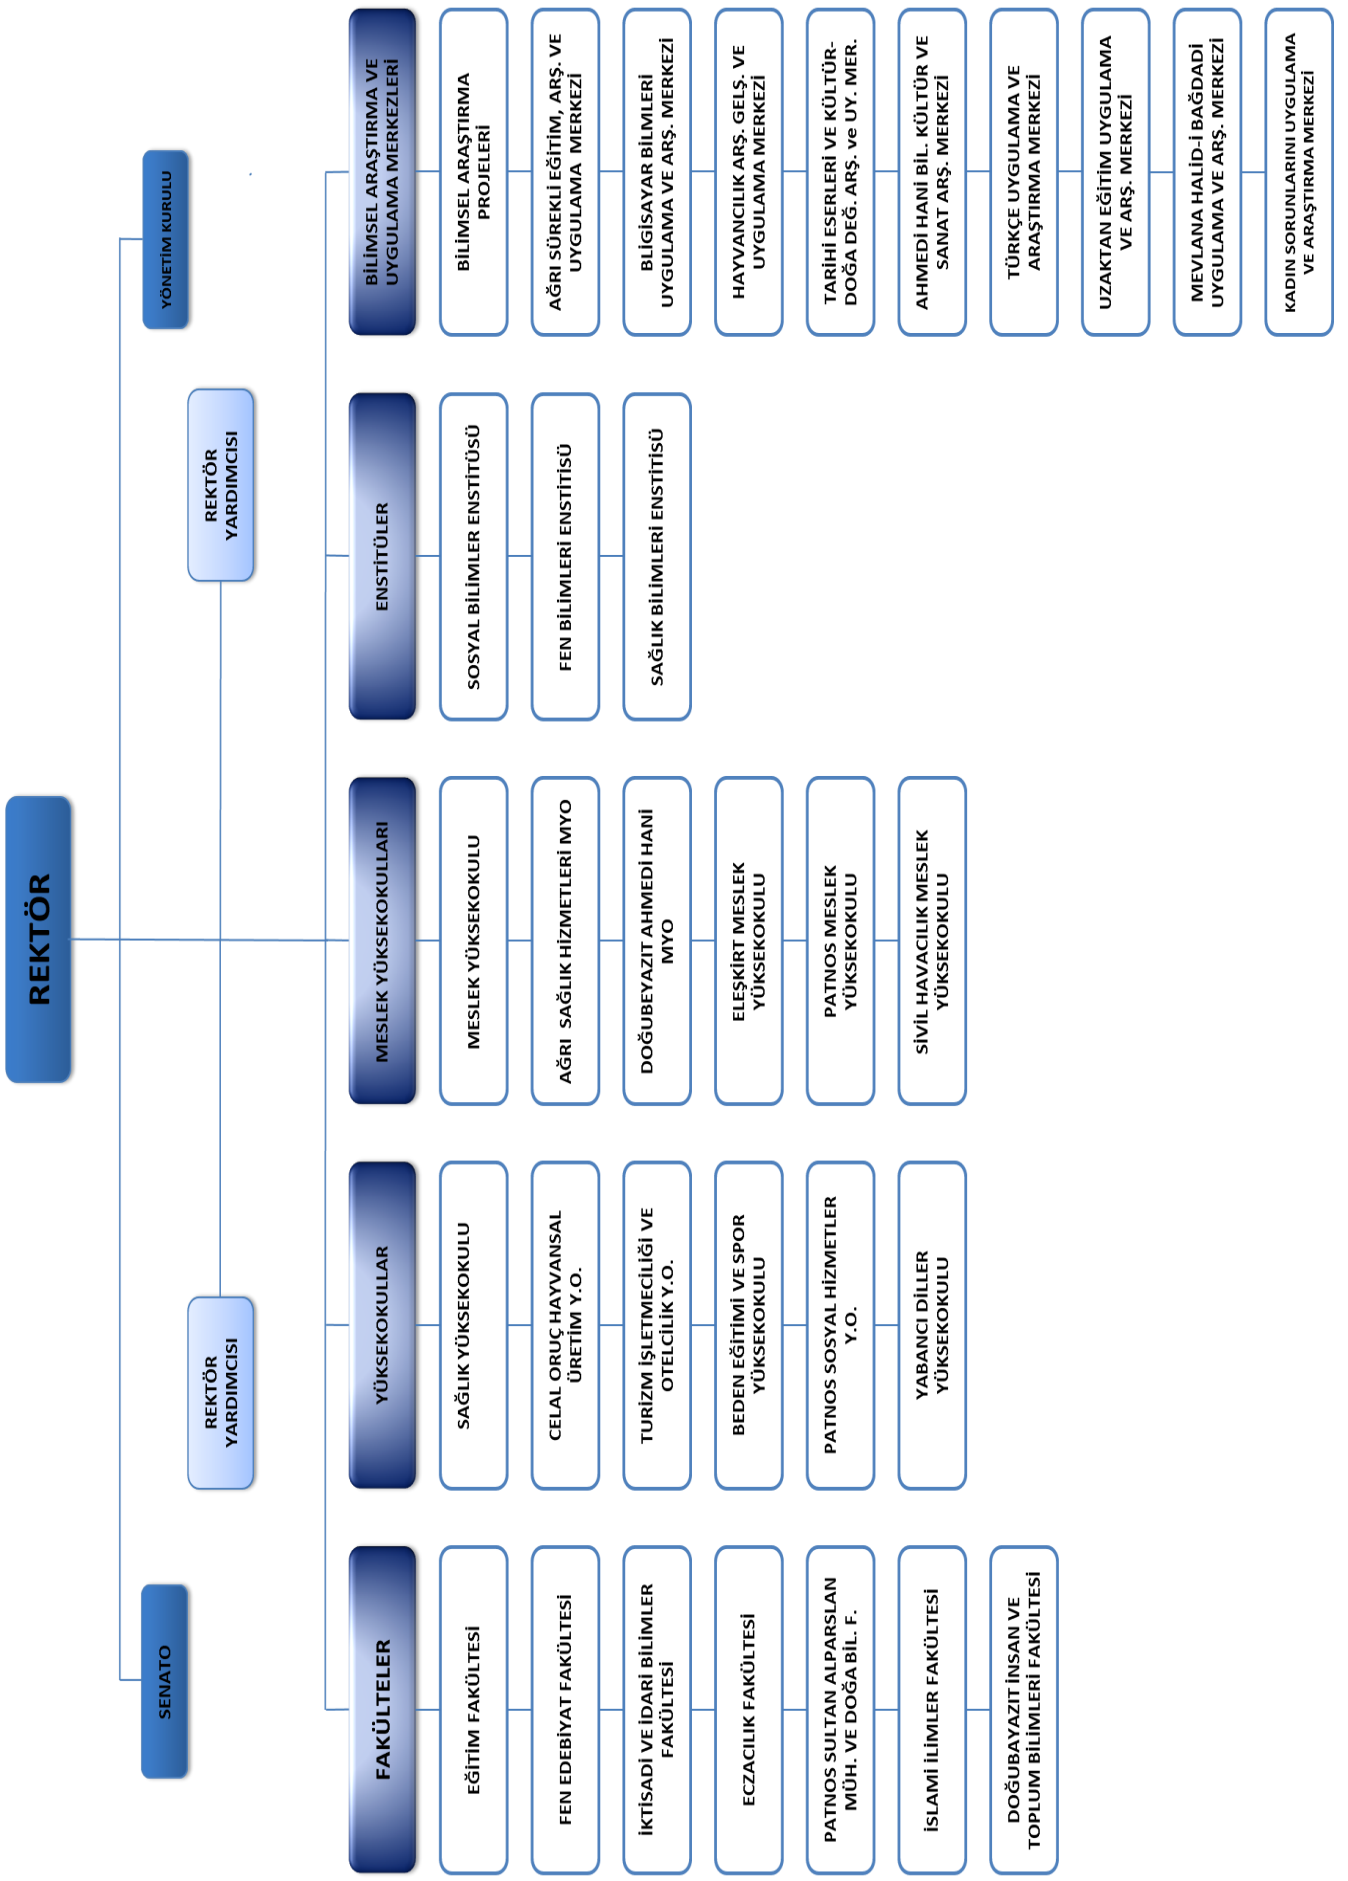 REKTÖR
SENATO
YÖNETİM KURULU
REKTÖR
YARDIMCISI
REKTÖR
YARDIMCISI
FAKÜLTELER
EĞİTİM FAKÜLTESİ
FEN EDEBİYAT FAKÜLTESİ
İKTİSADİ VE İDARİ BİLİMLER
FAKÜLTESİ
ECZACILIK FAKÜLTESİ
PATNOS SULTAN ALPARSLAN
MÜH. VE DOĞA BİL. F.
İSLAMİ İLİMLER FAKÜLTESİ
DOĞUBAYAZIT İNSAN VE
TOPLUM BİLİMLERİ FAKÜLTESİ
YÜKSEKOKULLAR
SAĞLIK YÜKSEKOKULU
CELAL ORUÇ HAYVANSAL
ÜRETİM Y.O.
TURİZM İŞLETMECİLİĞİ VE
OTELCİLİK Y.O.
BEDEN EĞİTİMİ VE SPOR
YÜKSEKOKULU
PATNOS SOSYAL HİZMETLER
Y.O.
YABANCI DİLLER
YÜKSEKOKULU
MESLEK YÜKSEKOKULLARI
MESLEK YÜKSEKOKULU
AĞRI SAĞLIK HİZMETLERİ MYO
DOĞUBEYAZIT AHMEDİ HANİ
MYO
ELEŞKİRT MESLEK
YÜKSEKOKULU
PATNOS MESLEK
YÜKSEKOKULU
SİVİL HAVACILIK MESLEK
YÜKSEKOKULU
ENSTİTÜLER
SOSYAL BİLİMLER ENSTİTÜSÜ
FEN BİLİMLERİ ENSTİTİSÜ
SAĞLIK BİLİMLERİ ENSTİTİSÜ
BİLİMSEL ARAŞTIRMA VE
UYGULAMA MERKEZLERİ
BİLİMSEL ARAŞTIRMA
PROJELERİ
AĞRI SÜREKLİ EĞİTİM, ARŞ. VE
UYGULAMA MERKEZİ
BLİGİSAYAR BİLMLERİ
UYGULAMA VE ARŞ. MERKEZİ
HAYVANCILIK ARŞ. GELŞ. VE
UYGULAMA MERKEZİ
TARİHİ ESERLERİ VE KÜLTÜR-
DOĞA DEĞ. ARŞ. ve UY. MER.
AHMEDİ HANİ BİL. KÜLTÜR VE
SANAT ARŞ. MERKEZİ
TÜRKÇE UYGULAMA VE
ARAŞTIRMA MERKEZİ
UZAKTAN EĞİTİM UYGULAMA
VE ARŞ. MERKEZİ
MEVLANA HALİD-İ BAĞDADİ
UYGULAMA VE ARŞ. MERKEZİ
KADIN SORUNLARINI UYGULAMA
VE ARAŞTIRMA MERKEZİ